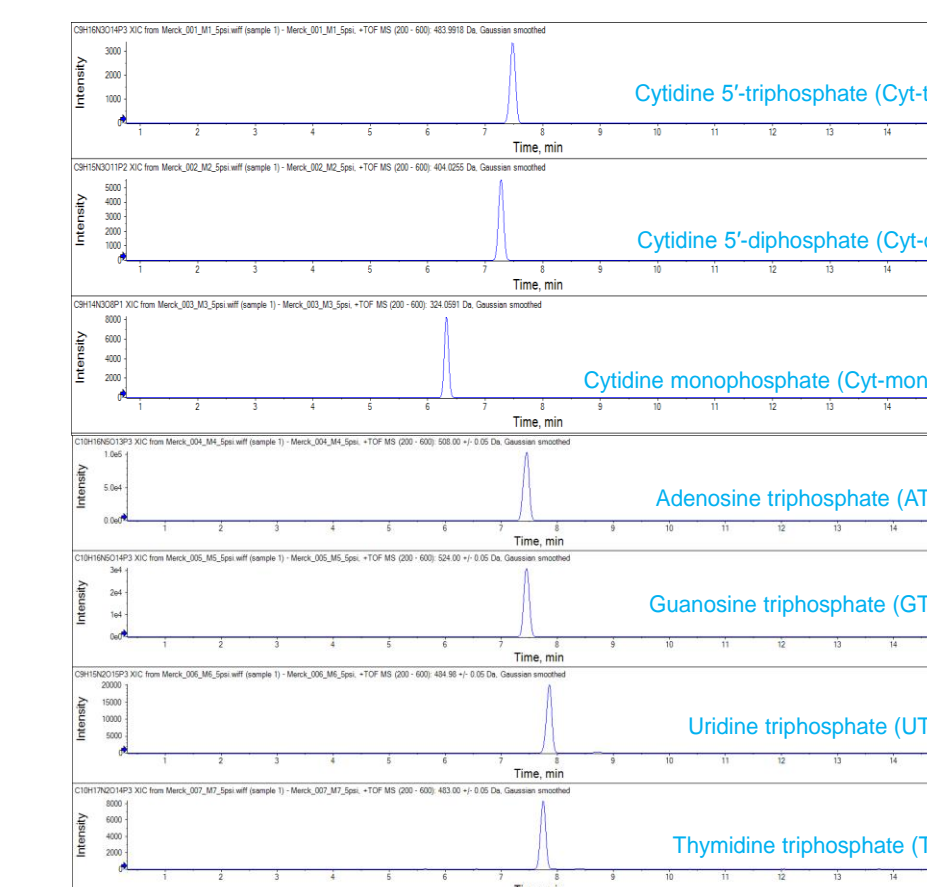 C9H16N3O14P3 XIC from Merck_001_M1_5psi.wiff (sample 1) - Merck_001_M1_5psi, +TOF MS (200 - 600): 483.9918 Da, Gaussian smoothed
3000
2000
1000
0
Intensity
Cytidine 5′-triphosphate (Cyt-t
1 2 3 4 5 6 7 8 9 10 11 12 13 14
Time, min
C9H15N3O11P2 XIC from Merck_002_M2_5psi.wiff (sample 1) - Merck_002_M2_5psi, +TOF MS (200 - 600): 404.0255 Da, Gaussian smoothed
5000
4000
3000
2000
1000
0
Intensity
Cytidine 5′-diphosphate (Cyt-
1 2 3 4 5 6 7 8 9 10 11 12 13 14
Time, min
C9H14N3O8P1 XIC from Merck_003_M3_5psi.wiff (sample 1) - Merck_003_M3_5psi, +TOF MS (200 - 600): 324.0591 Da, Gaussian smoothed
8000
6000
4000
2000
0
Intensity
Cytidine monophosphate (Cyt-mon
1 2 3 4 5 6 7 8 9 10 11 12 13 14
Time, min
C10H16N5O13P3 XIC from Merck_004_M4_5psi.wiff (sample 1) - Merck_004_M4_5psi, +TOF MS (200 - 600): 508.00 +/- 0.05 Da, Gaussian smoothed
1.0e5
5.0e4
0.0e0
Intensity
Adenosine triphosphate (AT
1 2 3 4 5 6 7 8 9 10 11 12 13 14
Time, min
C10H16N5O14P3 XIC from Merck_005_M5_5psi.wiff (sample 1) - Merck_005_M5_5psi, +TOF MS (200 - 600): 524.00 +/- 0.05 Da, Gaussian smoothed
3e4
2e4
1e4
0e0
Intensity
Guanosine triphosphate (GT
1 2 3 4 5 6 7 8 9 10 11 12 13 14
Time, min
C9H15N2O15P3 XIC from Merck_006_M6_5psi.wiff (sample 1) - Merck_006_M6_5psi, +TOF MS (200 - 600): 484.98 +/- 0.05 Da, Gaussian smoothed
20000
15000
10000
5000
0
Intensity
Uridine triphosphate (UT
1 2 3 4 5 6 7 8 9 10 11 12 13 14
Time, min
C10H17N2O14P3 XIC from Merck_007_M7_5psi.wiff (sample 1) - Merck_007_M7_5psi, +TOF MS (200 - 600): 483.00 +/- 0.05 Da, Gaussian smoothed
8000
6000
4000
2000
0
Intensity
Thymidine triphosphate (T
1 2 3 4 5 6 7 8 9 10 11 12 13 14